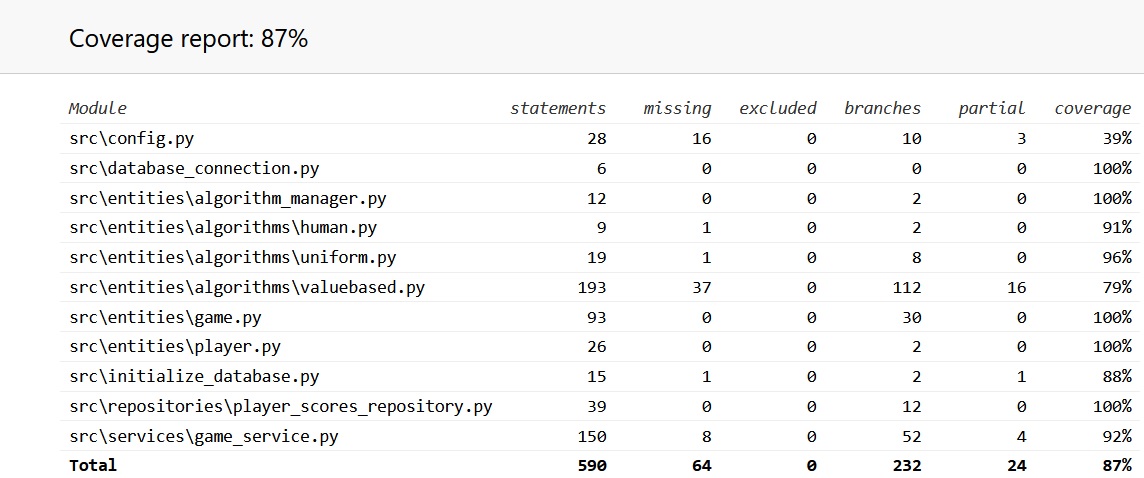 Coverage report: 87%
Module statements missing excluded branches partial coverage
src\config.py 28 16 0 10 3 39%
src\database_connection.py 6 0 0 0 0 100%
src\entities\algorithm_manager.py 12 0 0 2 0 100%
src\entities\algorithms\human.py 9 1 0 2 0 91%
src\entities\algorithms\uniform.py 19 1 0 8 0 96%
src\entities\algorithms\valuebased.py 193 37 0 112 16 79%
src\entities\game.py 93 0 0 30 0 100%
src\entities\player.py 26 0 0 2 0 100%
src\initialize_database.py 15 1 0 2 1 88%
src\repositories\player_scores_repository.py 39 0 0 12 0 100%
src\services\game_service.py 150 8 0 52 4 92%
Total 590 64 0 232 24 87%